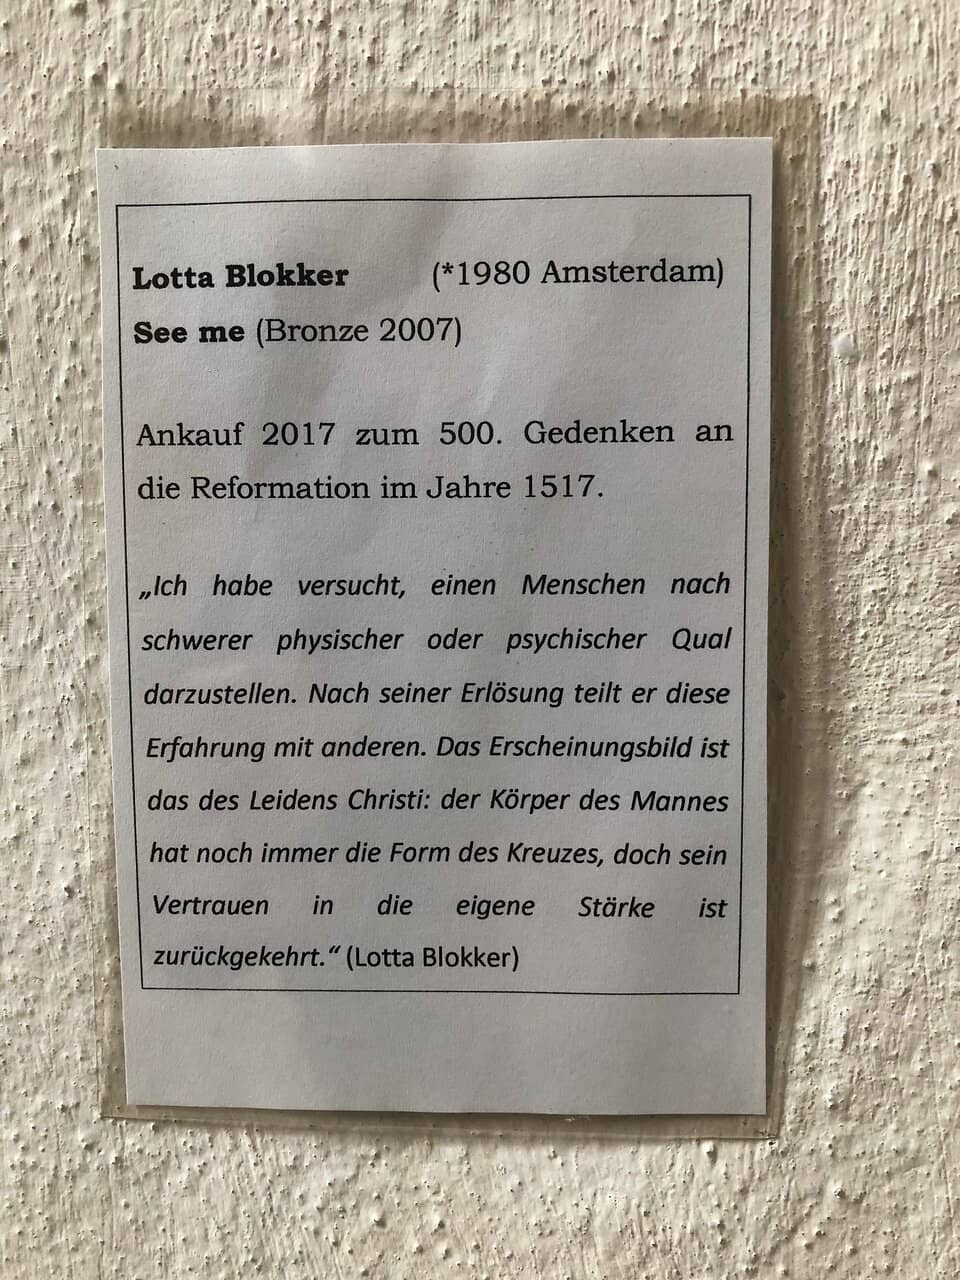 Lotta Blokker (*1980 Amsterdam)
See me (Bronze 2007)
Ankauf 2017 zum 500. Gedenken an
die Reformation im Jahre 1517.
„Ich habe versucht, einen Menschen nach
schwerer physischer oder psychischer Qual
darzustellen. Nach seiner Erlösung teilt er diese
Erfahrung mit anderen. Das Erscheinungsbild ist
das des Leidens Christi: der Körper des Mannes
hat noch immer die Form des Kreuzes, doch sein
Vertrauen in die eigene Stärke ist
zurückgekehrt.“ (Lotta Blokker)